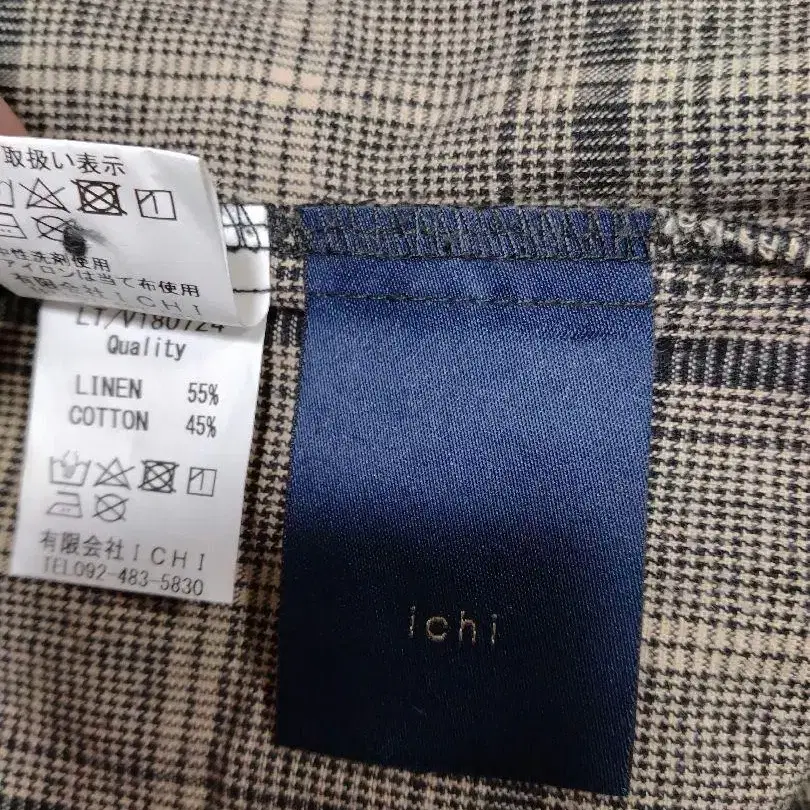 取扱い表示
中性洗剤使用
アイロンは当て布使用
有限会社ICHI
LT/V180724
Quality
LINEN 55%
COTTON 45%
有限会社ICHI
TEL092-483-5830
ichi